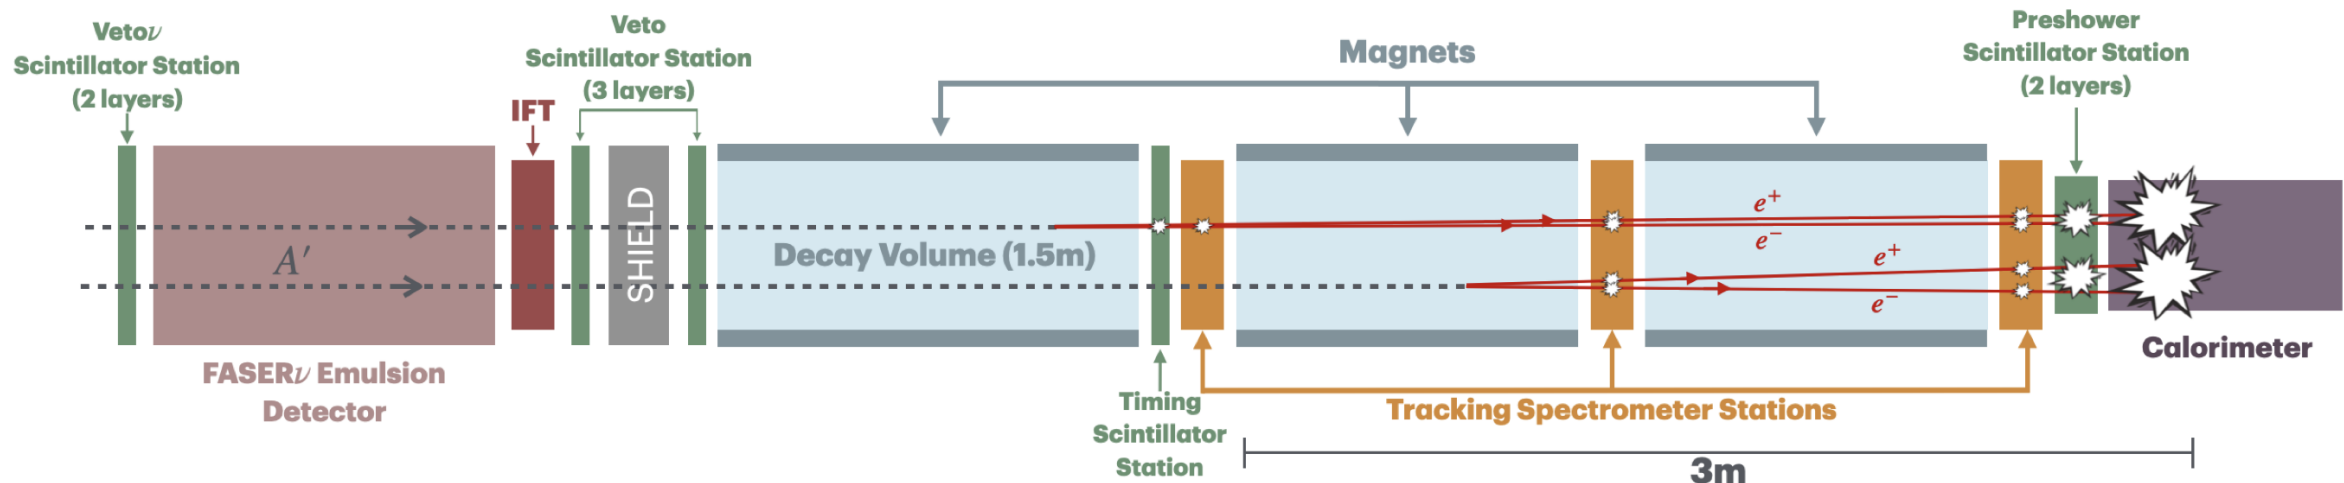 Vetoν
Scintillator Station
(2 layers)
Veto
Scintillator Station
(3 layers)
IFT
Magnets
Preshower
Scintillator Station
(2 layers)
A′
SHIELD
Decay Volume (1.5m)
e⁺
e⁻
e⁺
e⁻
FASERν Emulsion
Detector
Timing
Scintillator
Station
Tracking Spectrometer Stations
Calorimeter
3m